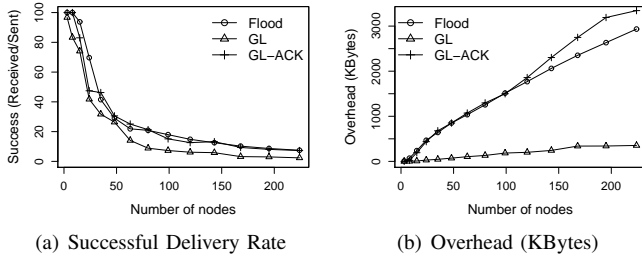 Success (Received/Sent)
0 20 40 60 80 100
Flood
GL
GL−ACK
0 50 100 150 200
Number of nodes
(a) Successful Delivery Rate
Overhead (KBytes)
0 1000 2000 3000
Flood
GL
GL−ACK
0 50 100 150 200
Number of nodes
(b) Overhead (KBytes)